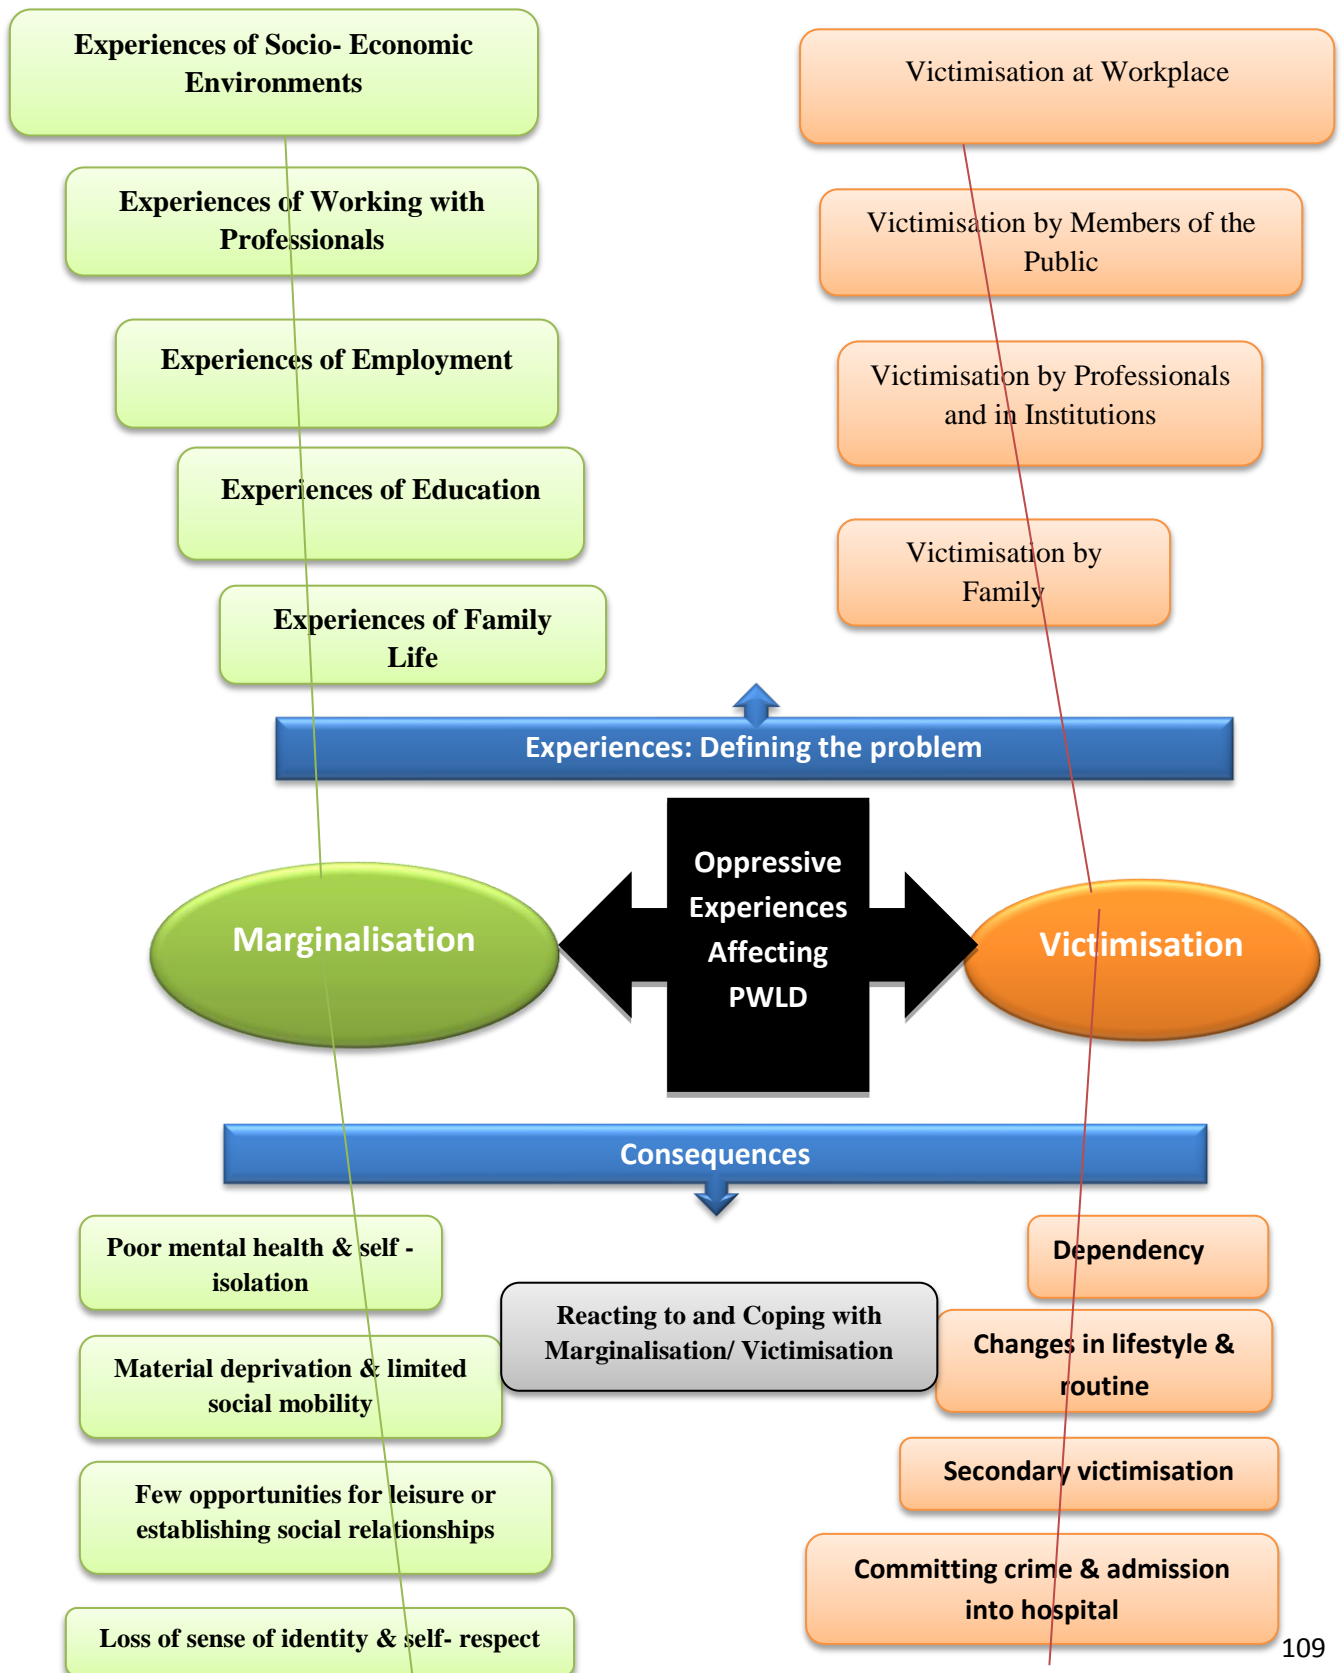 Experiences of Socio- Economic
Environments
Experiences of Working with
Professionals
Experiences of Employment
Experiences of Education
Experiences of Family
Life
Victimisation at Workplace
Victimisation by Members of the
Public
Victimisation by Professionals
and in Institutions
Victimisation by
Family
Experiences: Defining the problem
Marginalisation
Oppressive
Experiences
Affecting
PWLD
Victimisation
Consequences
Poor mental health & self -
isolation
Material deprivation & limited
social mobility
Few opportunities for leisure or
establishing social relationships
Loss of sense of identity & self- respect
Reacting to and Coping with
Marginalisation/ Victimisation
Dependency
Changes in lifestyle &
routine
Secondary victimisation
Committing crime & admission
into hospital
109